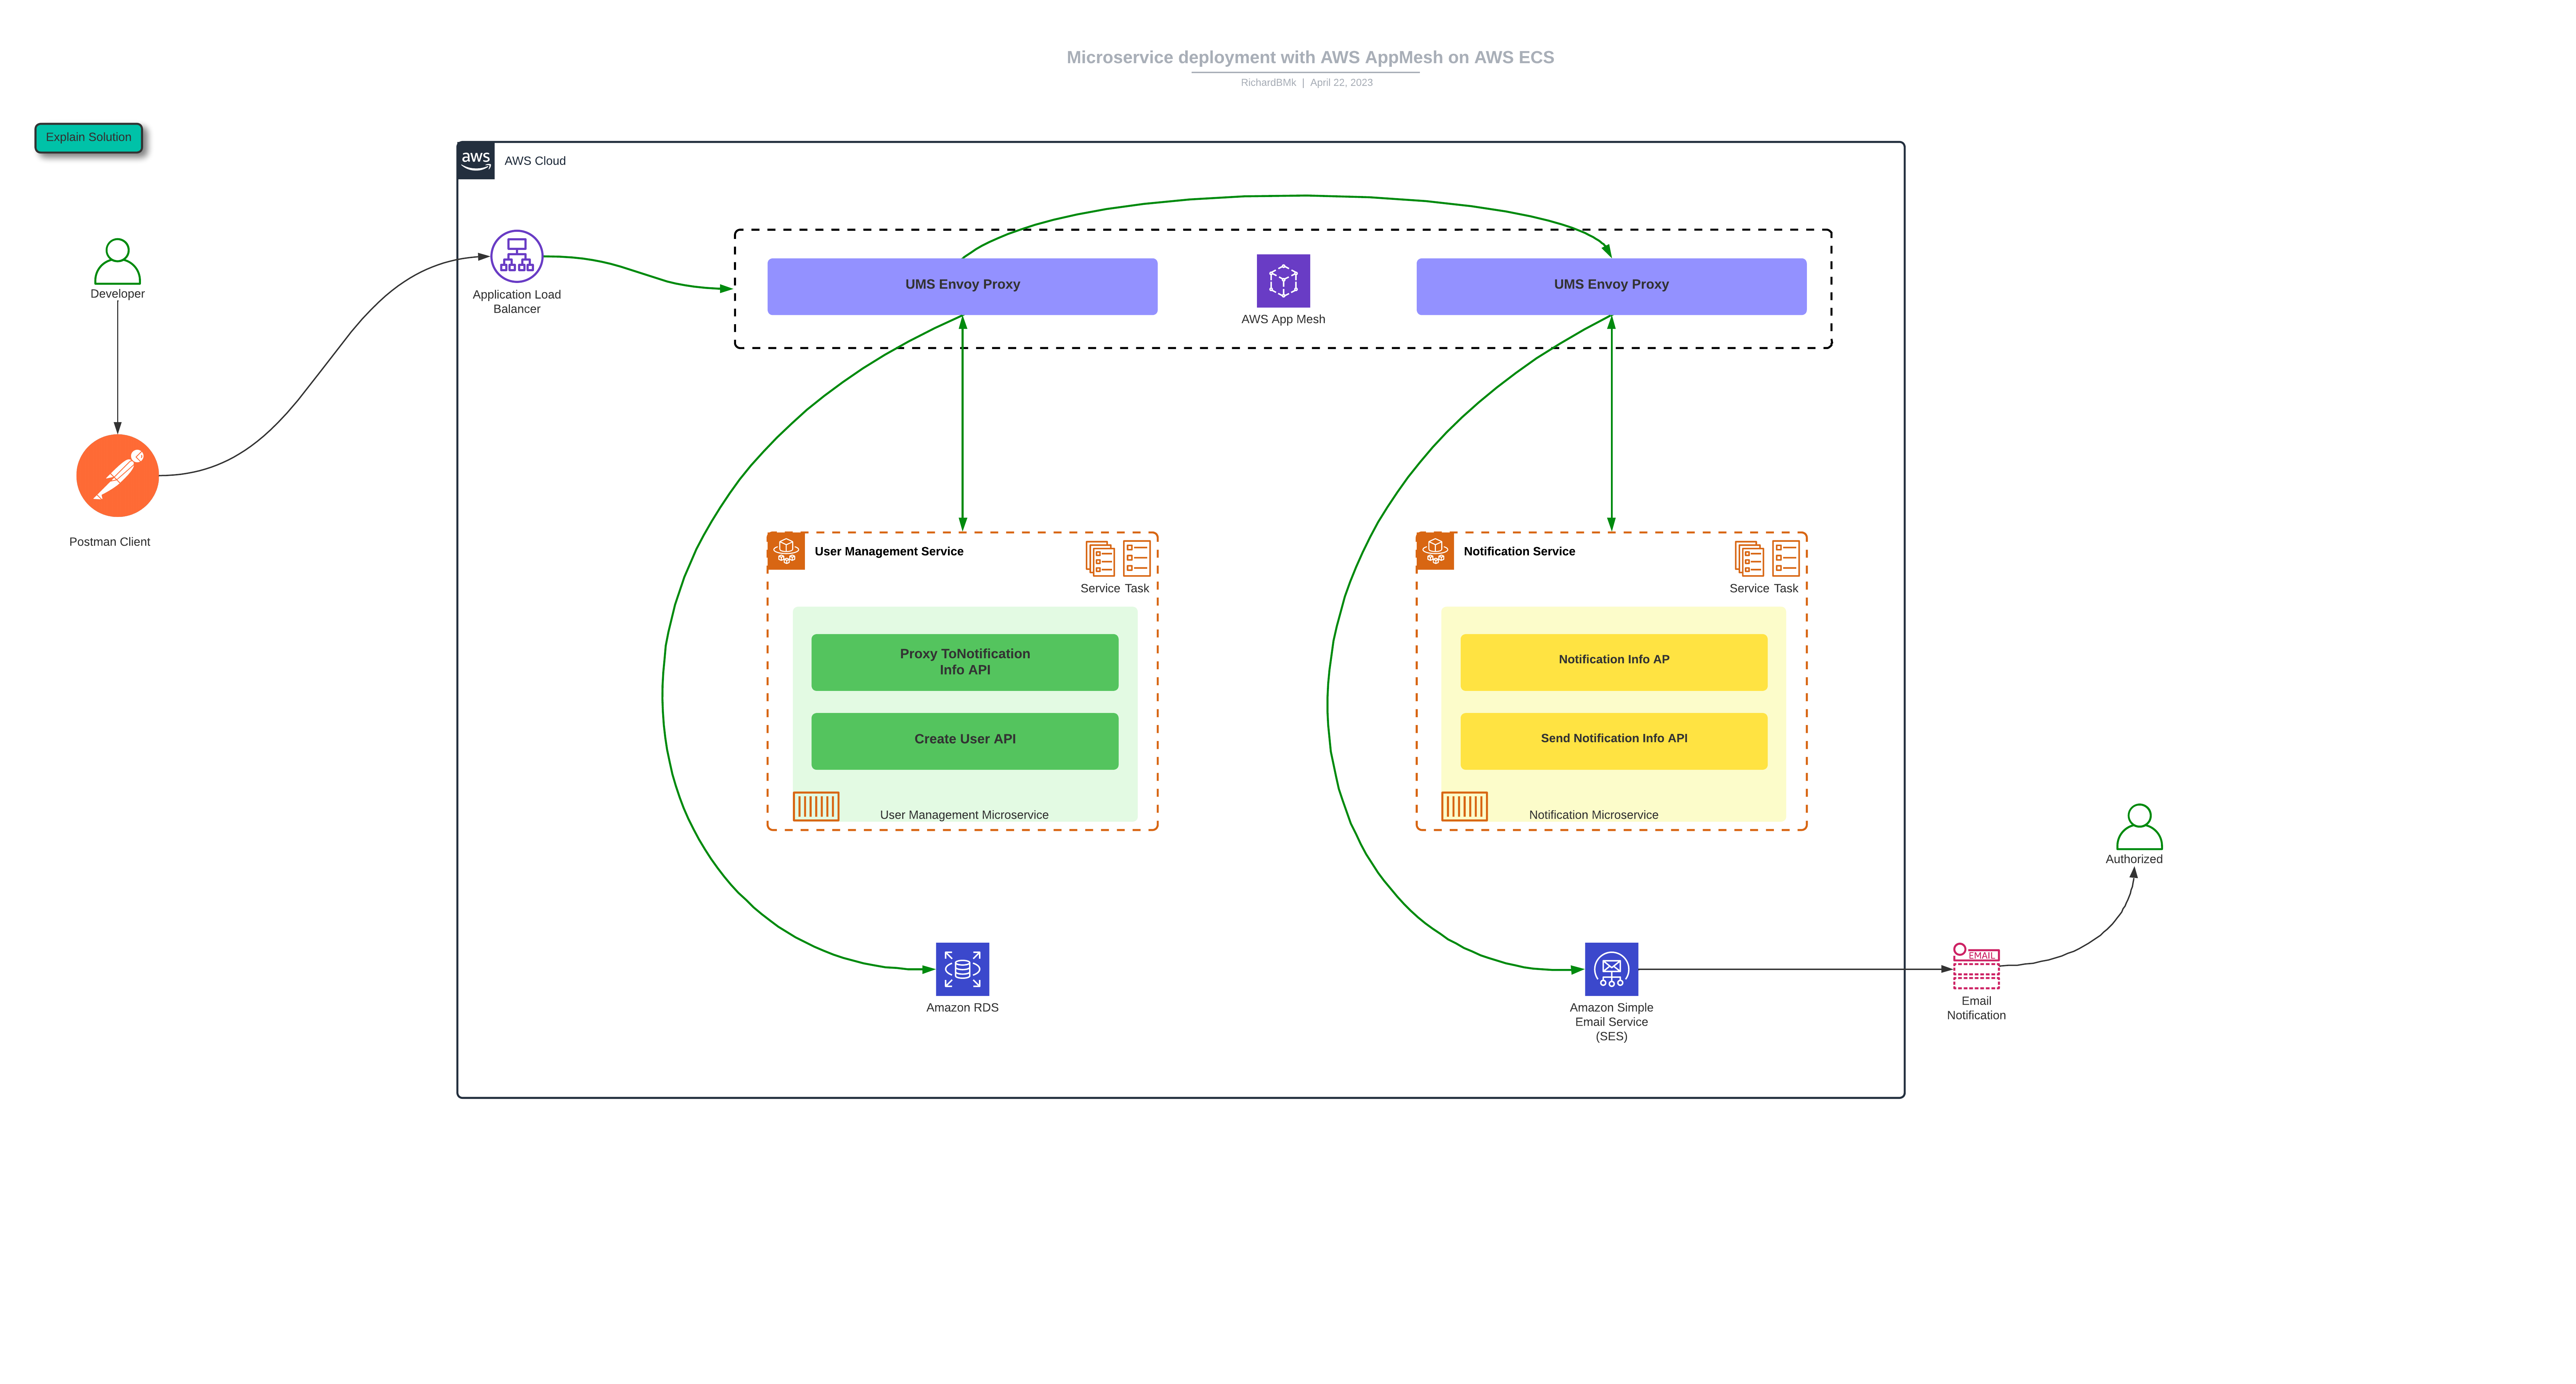 Microservice deployment with AWS AppMesh on AWS ECS
RichardBMk | April 22, 2023
Explain Solution
aws
AWS Cloud
Developer
Application Load
Balancer
UMS Envoy Proxy
AWS App Mesh
UMS Envoy Proxy
Postman Client
User Management Service
Service Task
Proxy ToNotification
Info API
Create User API
User Management Microservice
Notification Service
Service Task
Notification Info AP
Send Notification Info API
Notification Microservice
Authorized
Amazon RDS
Amazon Simple
Email Service
(SES)
EMAIL
Email
Notification